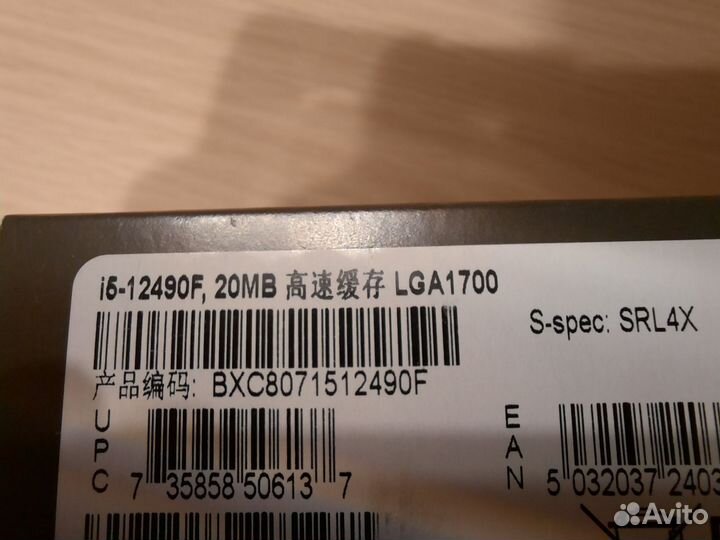 i5-12490F, 20MB 高速缓存 LGA1700
S-spec: SRL4X
产品编码: BXC8071512490F
UPC 7 35858 50613 7
EAN 5 032037 2403
Avito